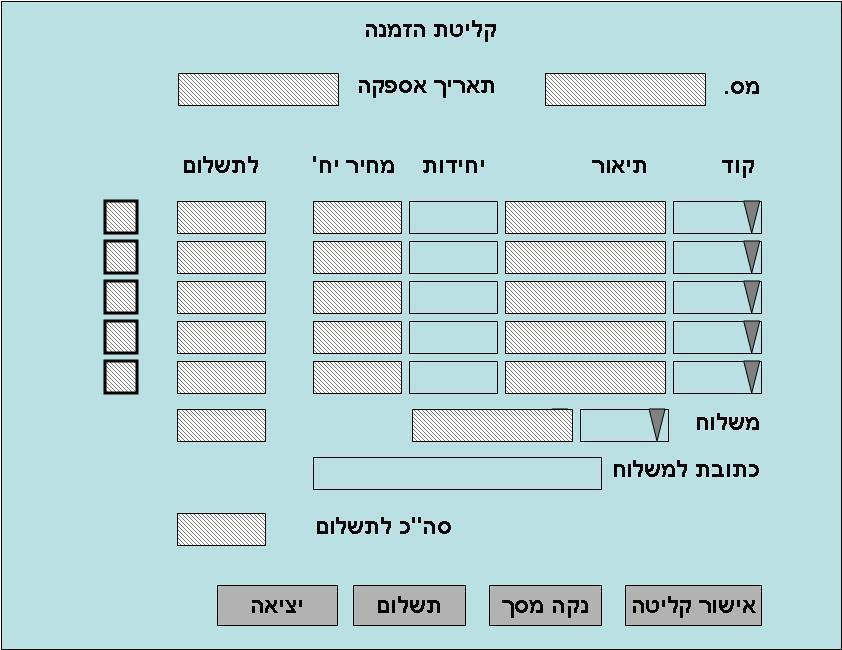 קליטת הזמנה
מס. תאריך אספקה
קוד תיאור יחידות מחיר יח' לתשלום
משלוח
כתובת למשלוח
סה''כ לתשלום
אישור קליטה נקה מסך תשלום יציאה